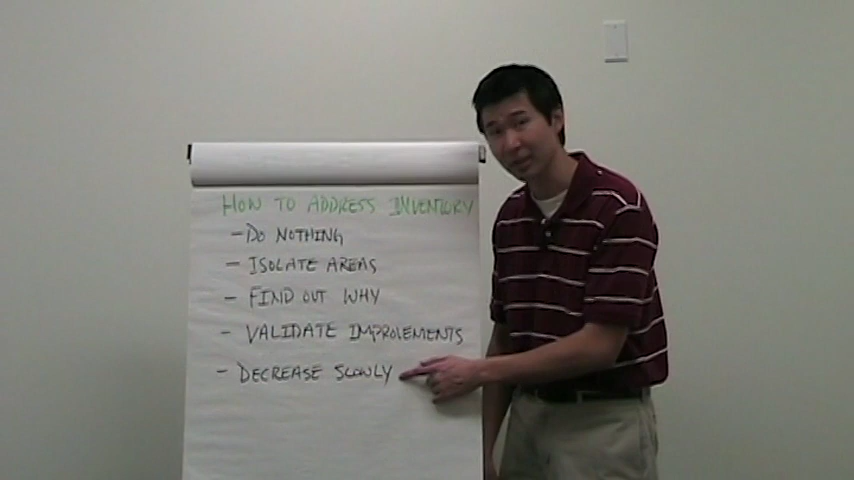 HOW TO ADDRESS INVENTORY
- DO NOTHING
- ISOLATE AREAS
- FIND OUT WHY
- VALIDATE IMPROVEMENTS
- DECREASE SLOWLY